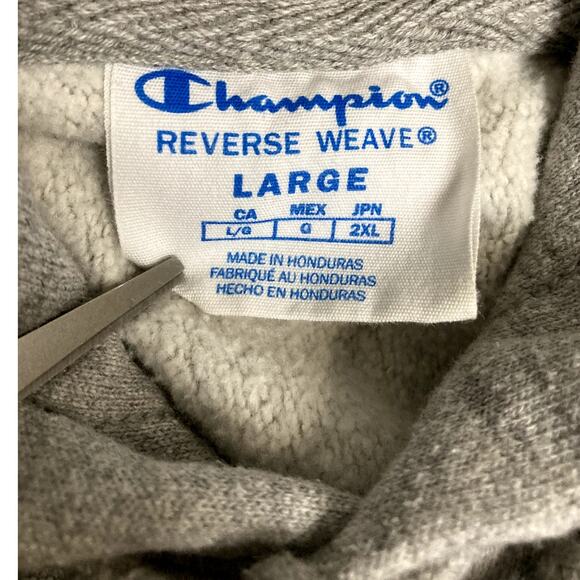 Champion®
REVERSE WEAVE®
LARGE
CA MEX JPN
L/G G 2XL
MADE IN HONDURAS
FABRIQUÉ AU HONDURAS
HECHO EN HONDURAS